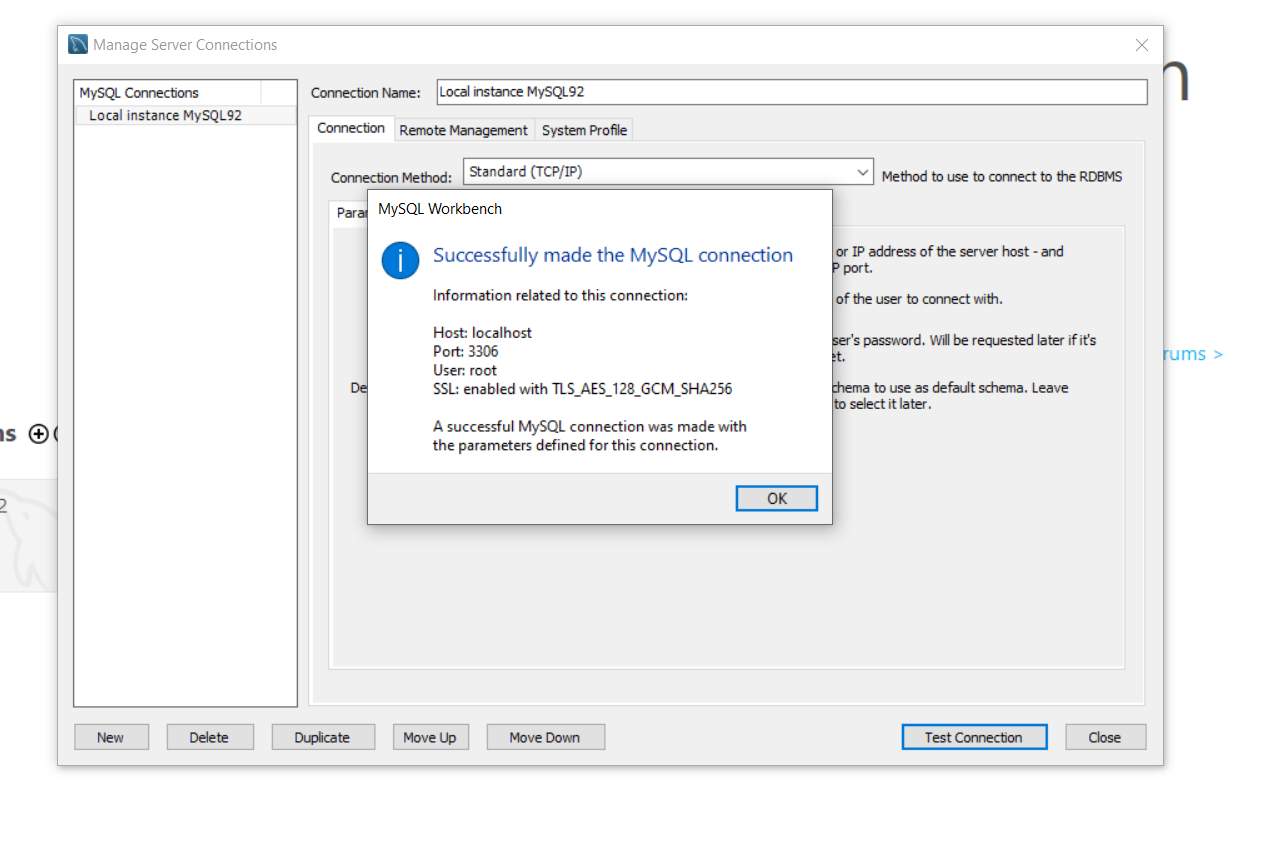 Manage Server Connections
MySQL Connections
Local instance MySQL92
Connection Name:
Local instance MySQL92
Connection
Remote Management
System Profile
Connection Method:
Standard (TCP/IP)
Method to use to connect to the RDBMS
MySQL Workbench
Successfully made the MySQL connection
Information related to this connection:
Host: localhost
Port: 3306
User: root
SSL: enabled with TLS_AES_128_GCM_SHA256
A successful MySQL connection was made with
the parameters defined for this connection.
OK
or IP address of the server host - and
P port.
of the user to connect with.
ser's password. Will be requested later if it's
et.
chema to use as default schema. Leave
to select it later.
rums >
New
Delete
Duplicate
Move Up
Move Down
Test Connection
Close